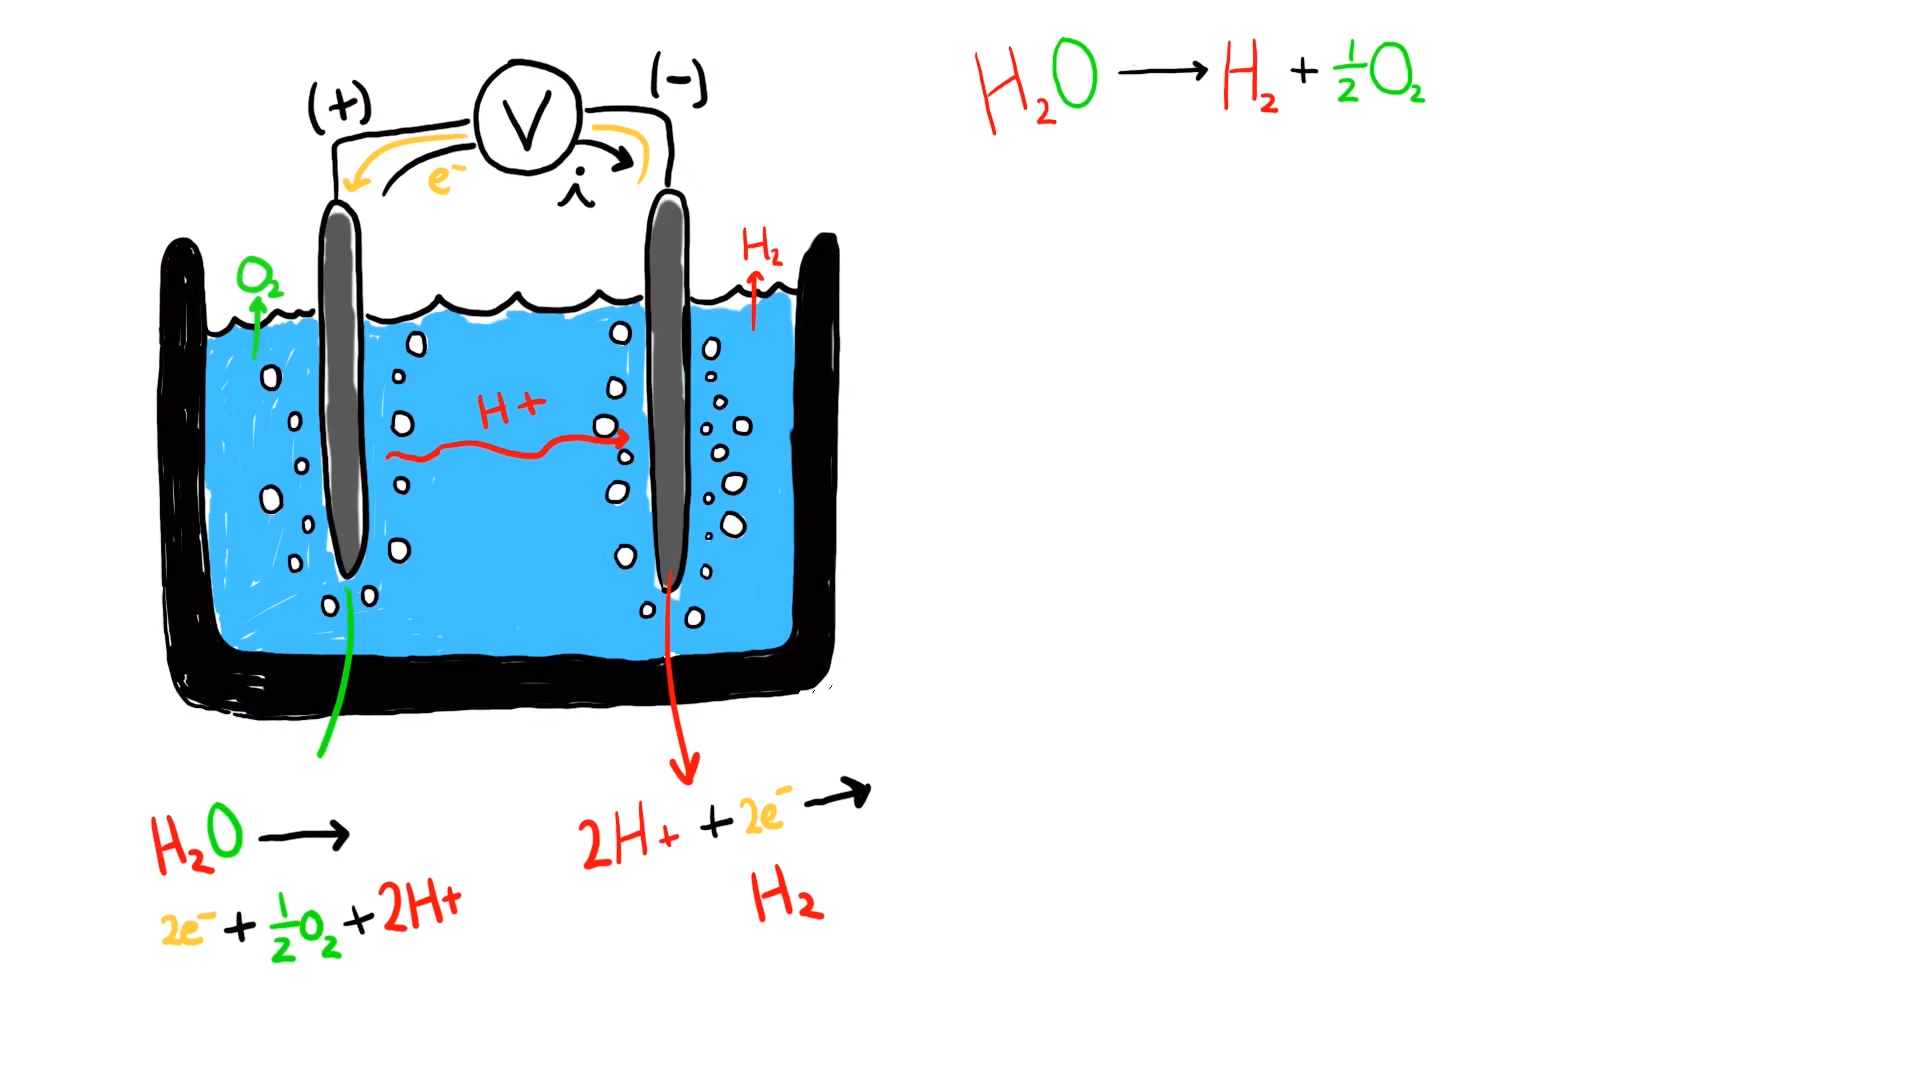 H₂O → H₂ + ½O₂
(+)
V
(-)
e⁻
i
O₂
H₂
H+
H₂O →
2e⁻ + ½O₂ + 2H+
2H+ + 2e⁻ →
H₂